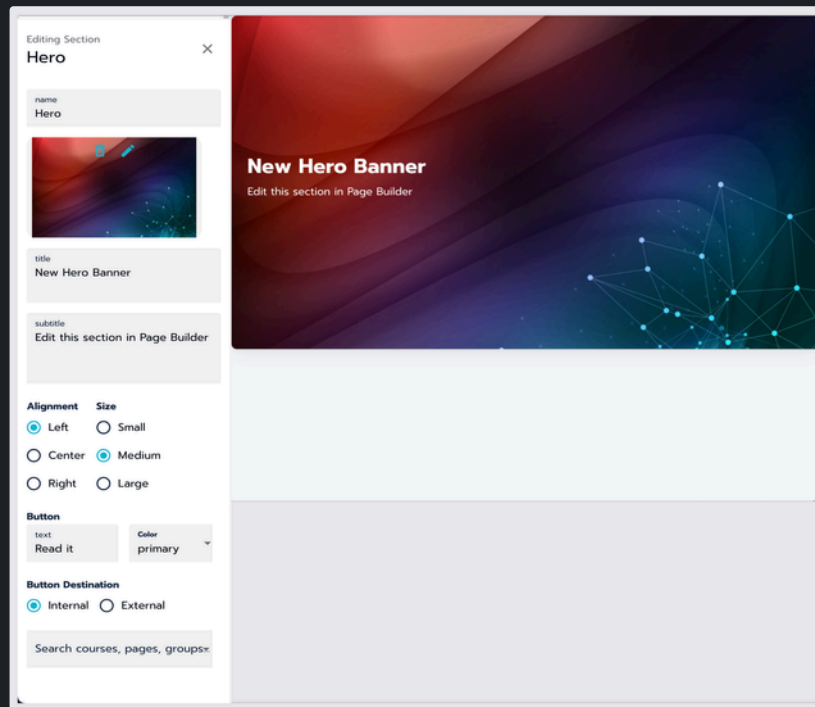 Editing Section
Hero
name
Hero
title
New Hero Banner
subtitle
Edit this section in Page Builder
Alignment Size
Left Small
Center Medium
Right Large
Button
text
Read it
Color
primary
Button Destination
Internal External
Search courses, pages, groups
New Hero Banner
Edit this section in Page Builder